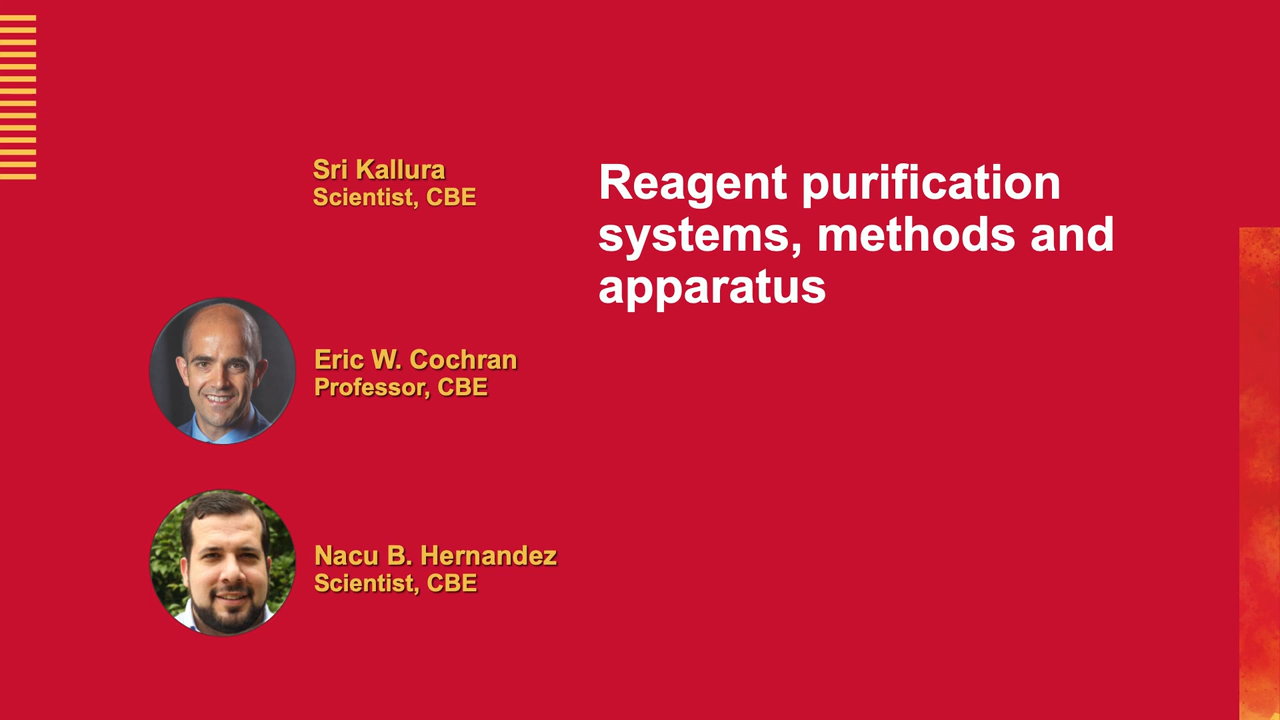 Sri Kallura
Scientist, CBE
Eric W. Cochran
Professor, CBE
Nacu B. Hernandez
Scientist, CBE
Reagent purification
systems, methods and
apparatus